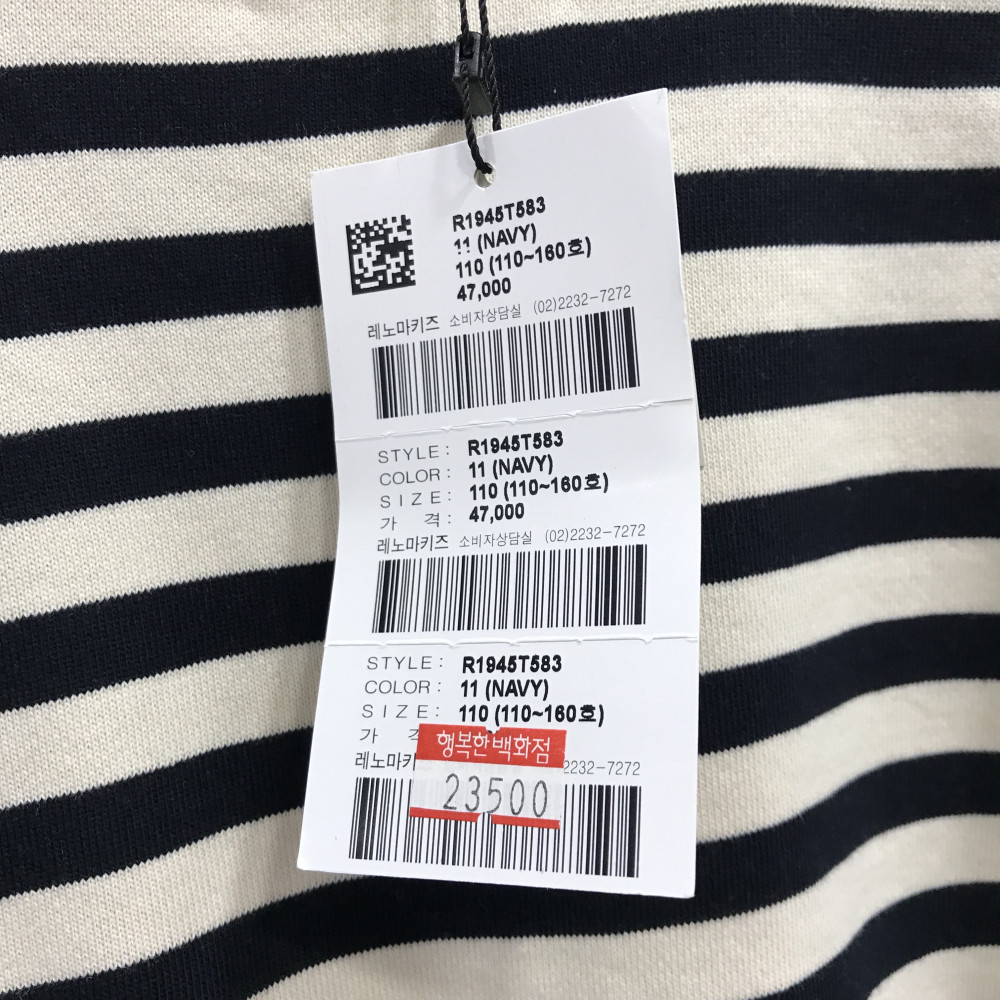 R1945T583
11 (NAVY)
110 (110~160호)
47,000
레노마키즈 소비자상담실 (02)2232-7272
STYLE: R1945T583
COLOR: 11 (NAVY)
SIZE: 110 (110~160호)
가 격: 47,000
레노마키즈 소비자상담실 (02)2232-7272
STYLE: R1945T583
COLOR: 11 (NAVY)
SIZE: 110 (110~160호)
가
행복한백화점
레노마키 2232-7272
23500